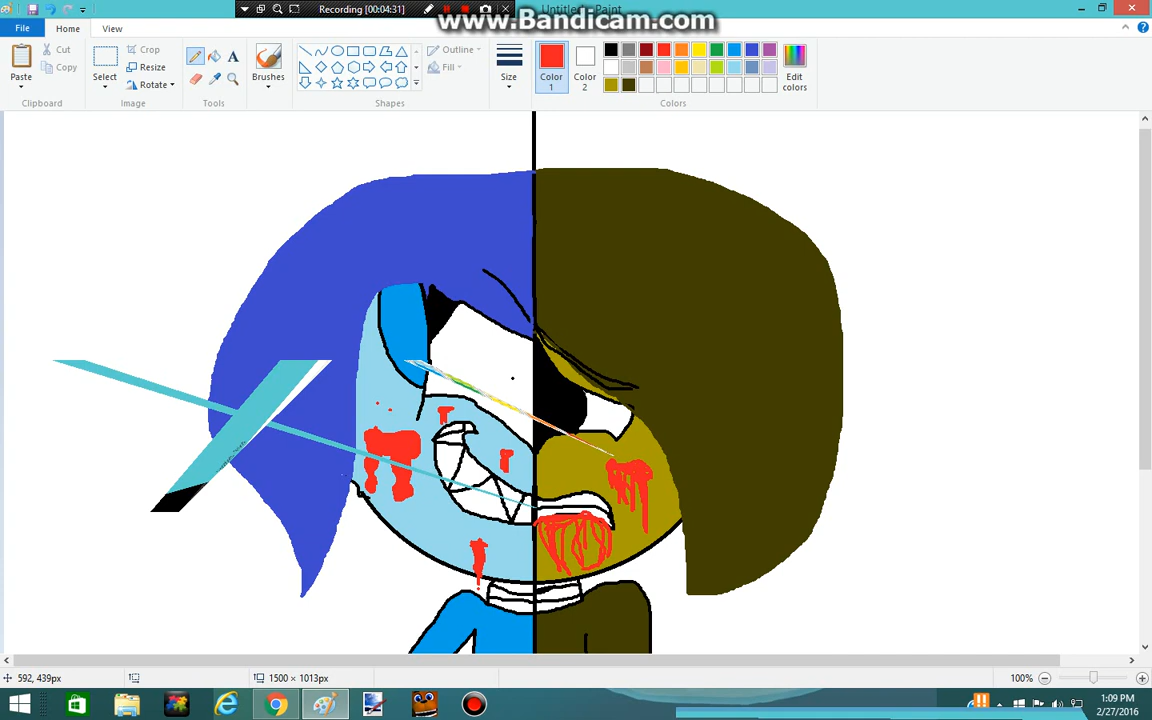 Recording [00:04:31]
Untitled - Paint
www.Bandicam.com
File Home View
Cut
Crop
Outline
Copy
Resize
Fill
Paste
Select
Rotate
Brushes
Size
Color 1
Color 2
Edit colors
Clipboard
Image
Tools
Shapes
Colors
592, 439px
1500 × 1013px
100%
1:09 PM
2/27/2016